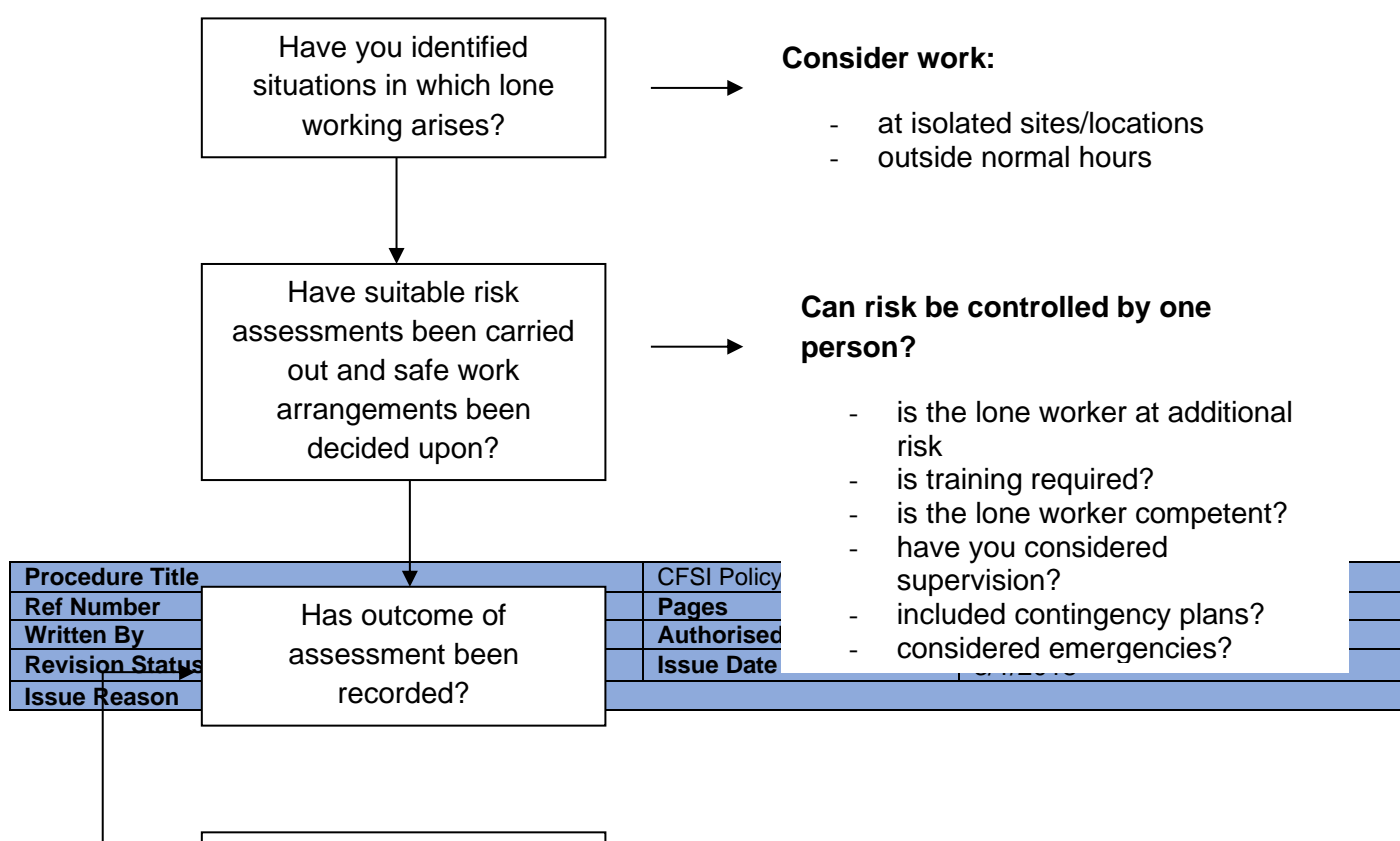 Have you identified
situations in which lone
working arises?
Consider work:
- at isolated sites/locations
- outside normal hours
Have suitable risk
assessments been carried
out and safe work
arrangements been
decided upon?
Can risk be controlled by one
person?
- is the lone worker at additional
risk
- is training required?
- is the lone worker competent?
- have you considered
supervision?
- included contingency plans?
- considered emergencies?
Procedure Title CFSI Policy
Ref Number Pages
Written By Authorised
Revision Status Issue Date
Issue Reason
Has outcome of
assessment been
recorded?